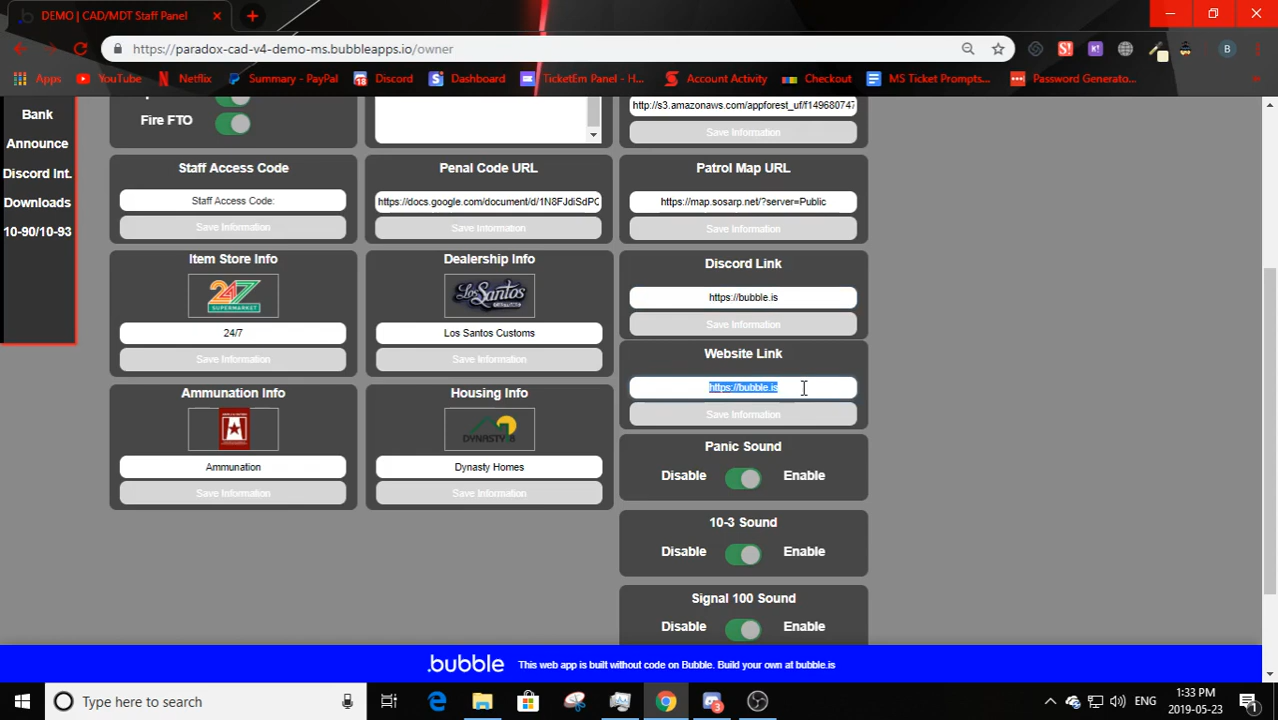 DEMO | CAD/MDT Staff Panel
https://paradox-cad-v4-demo-ms.bubbleapps.io/owner
B
Apps YouTube Netflix Summary - PayPal Discord Dashboard TicketEm Panel - H... Account Activity Checkout MS Ticket Prompts... Password Generato...
Bank
Announce
Discord Int.
Downloads
10-90/10-93
Fire FTO
http://s3.amazonaws.com/appforest_uf/f149680747
Save Information
Staff Access Code
Staff Access Code:
Save Information
Penal Code URL
https://docs.google.com/document/d/1N8FJdiSdPC
Save Information
Patrol Map URL
https://map.sosarp.net/?server=Public
Save Information
Item Store Info
24/7
SUPERMARKET
24/7
Save Information
Dealership Info
Los Santos
CUSTOMS
Los Santos Customs
Save Information
Discord Link
https://bubble.is
Save Information
Website Link
https://bubble.is
Save Information
Ammunation Info
Ammunation
Save Information
Housing Info
DYNASTY 8
Dynasty Homes
Save Information
Panic Sound
Disable Enable
10-3 Sound
Disable Enable
Signal 100 Sound
Disable Enable
.bubble This web app is built without code on Bubble. Build your own at bubble.is
Type here to search
ENG
1:33 PM
2019-05-23